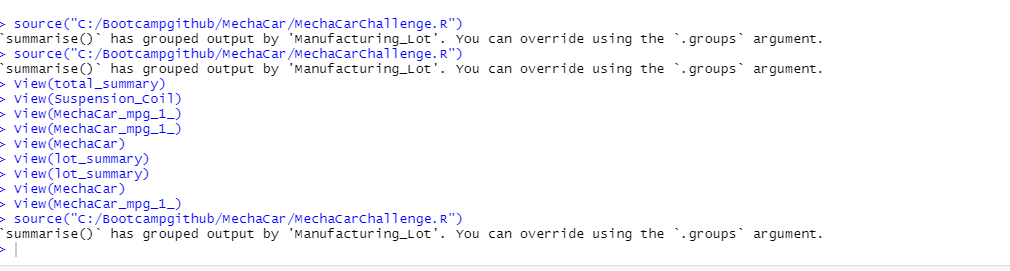 > source("C:/Bootcampgithub/MechaCar/MechaCarChallenge.R")
`summarise()` has grouped output by 'Manufacturing_Lot'. You can override using the `.groups` argument.
> source("C:/Bootcampgithub/MechaCar/MechaCarChallenge.R")
`summarise()` has grouped output by 'Manufacturing_Lot'. You can override using the `.groups` argument.
> View(total_summary)
> View(Suspension_Coil)
> View(MechaCar_mpg_1_)
> View(MechaCar_mpg_1_)
> View(MechaCar)
> View(lot_summary)
> View(lot_summary)
> View(MechaCar)
> View(MechaCar_mpg_1_)
> source("C:/Bootcampgithub/MechaCar/MechaCarChallenge.R")
`summarise()` has grouped output by 'Manufacturing_Lot'. You can override using the `.groups` argument.
>